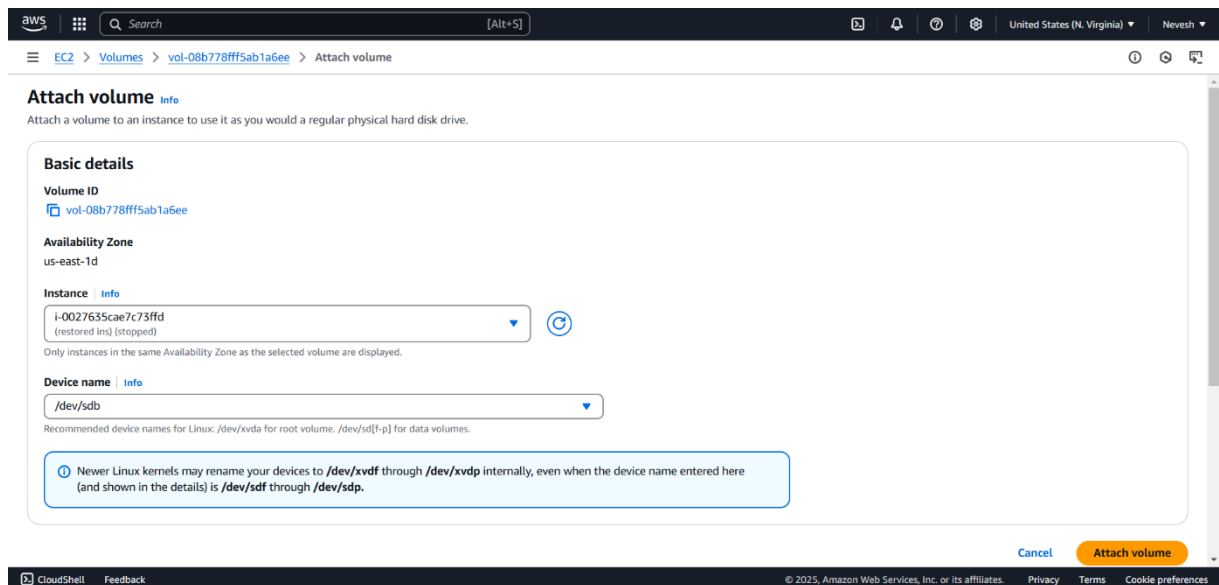 aws
Search [Alt+S]
United States (N. Virginia) ▼ Nevesh ▼
EC2 > Volumes > vol-08b778fff5ab1a6ee > Attach volume
Attach volume Info
Attach a volume to an instance to use it as you would a regular physical hard disk drive.
Basic details
Volume ID
vol-08b778fff5ab1a6ee
Availability Zone
us-east-1d
Instance | Info
i-0027635cae7c73ffd
(restored ins) (stopped)
Only instances in the same Availability Zone as the selected volume are displayed.
Device name | Info
/dev/sdb
Recommended device names for Linux: /dev/xvda for root volume. /dev/sd[f-p] for data volumes.
Newer Linux kernels may rename your devices to /dev/xvdf through /dev/xvdp internally, even when the device name entered here
(and shown in the details) is /dev/sdf through /dev/sdp.
Cancel Attach volume
CloudShell Feedback © 2025, Amazon Web Services, Inc. or its affiliates. Privacy Terms Cookie preferences